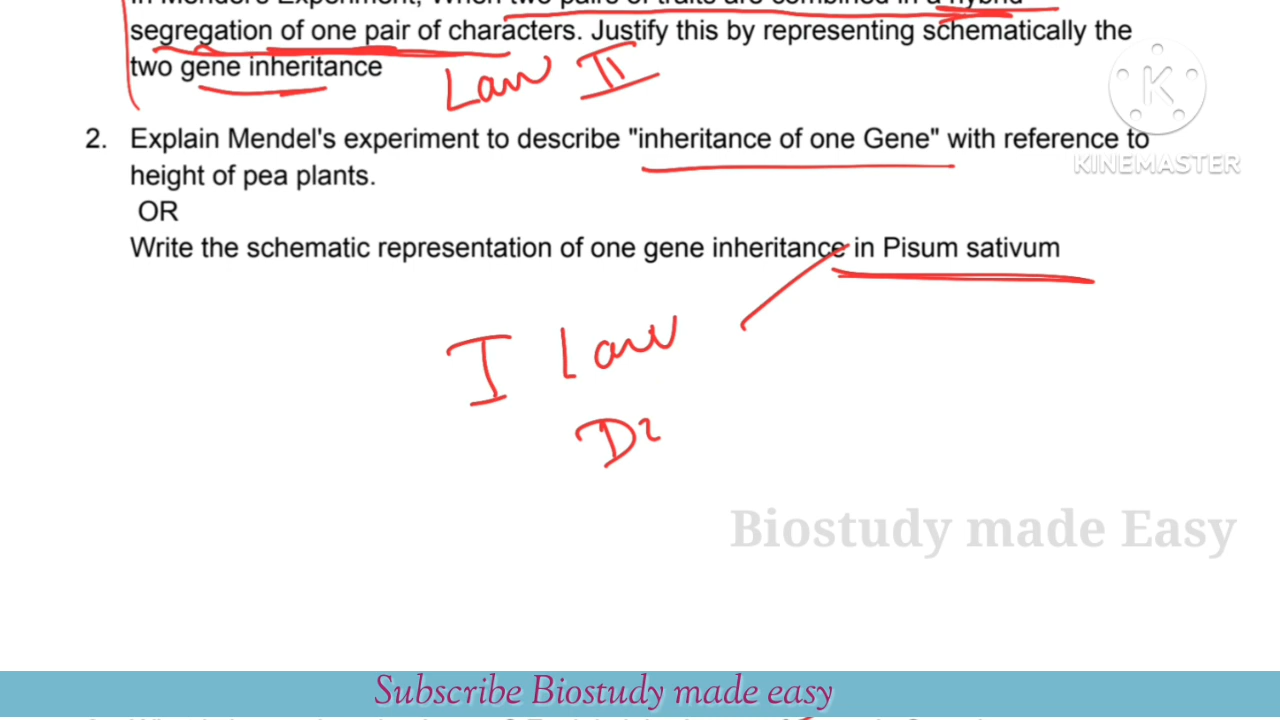 segregation of one pair of characters. Justify this by representing schematically the
two gene inheritance
Law II
K
KINEMASTER
2. Explain Mendel's experiment to describe "inheritance of one Gene" with reference to
height of pea plants.
OR
Write the schematic representation of one gene inheritance in Pisum sativum
I Law
Biostudy made Easy
Subscribe Biostudy made easy